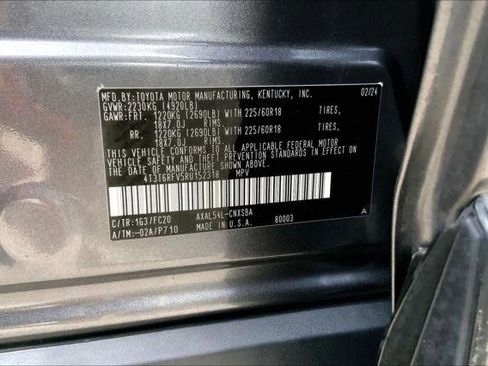 MFD.BY:TOYOTA MOTOR MANUFACTURING, KENTUCKY, INC. 02/24
GVWR:2230KG (4920LB)
GAWR:FRT. 1220KG (2690LB) WITH 225/60R18 TIRES,
18X7.0J RIMS.
RR. 1220KG (2690LB) WITH 225/60R18 TIRES,
18X7.0J RIMS.
THIS VEHICLE CONFORMS TO ALL APPLICABLE FEDERAL MOTOR
VEHICLE SAFETY, BUMPER, AND THEFT PREVENTION STANDARDS IN
EFFECT ON THE DATE OF MANUFACTURE SHOWN ABOVE.
4T3T6RFV5RU152318 MPV
C/TR:1G3/FC20 AXAL54L-CNXSBA A
A/TM:-02A/P710 MADE IN U.S.A. 80003